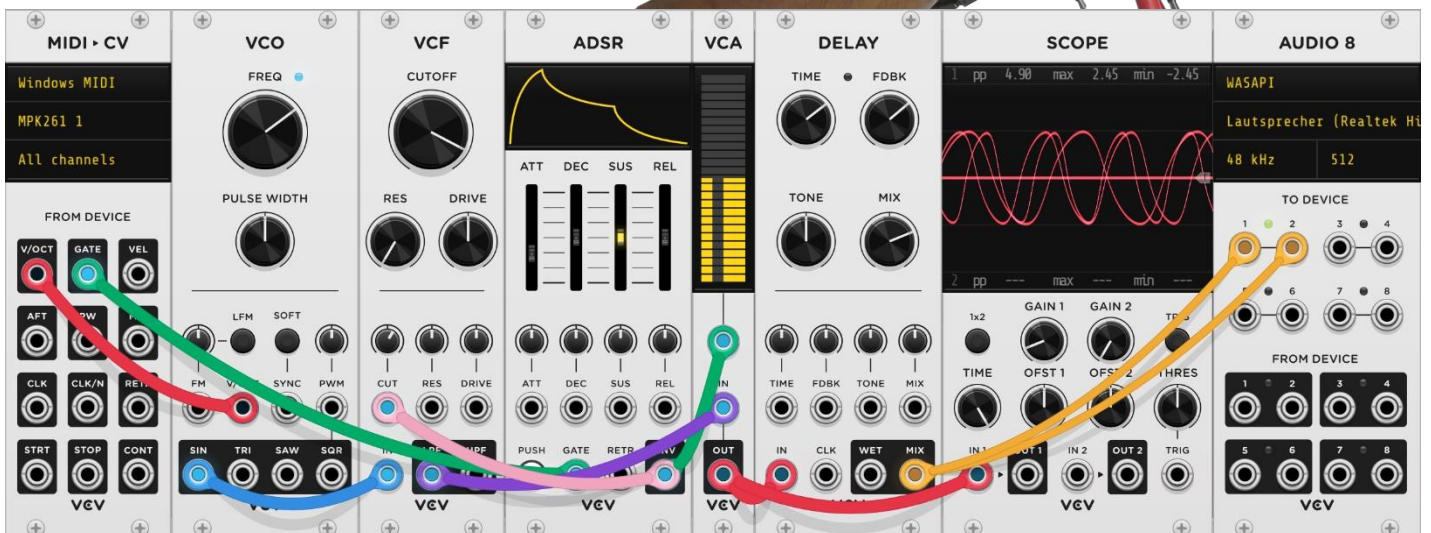 MIDI ▸ CV
Windows MIDI
MPK261 1
All channels
FROM DEVICE
V/OCT GATE VEL
AFT
CLK CLK/N
STRT STOP CONT
VCV
VCO
FREQ
PULSE WIDTH
LFM SOFT
FM SYNC PWM
SIN TRI SAW SQR
VCF
CUTOFF
RES DRIVE
CUT RES DRIVE
ADSR
ATT DEC SUS REL
ATT DEC SUS REL
PUSH GATE RETR
VCV
VCA
IN
OUT
VCV
DELAY
TIME FDBK
TONE MIX
TIME FDBK TONE MIX
IN CLK WET MIX
SCOPE
1 pp 4.90 max 2.45 min -2.45
2 pp --- max --- min ---
1x2 GAIN 1 GAIN 2
TIME OFST 1 OFST 2 THRES
IN 1 OUT 1 IN 2 OUT 2 TRIG
VCV
AUDIO 8
WASAPI
Lautsprecher (Realtek Hi
48 kHz 512
TO DEVICE
1 2 3 4
6 7 8
FROM DEVICE
1 2 3 4
5 6 7 8
VCV